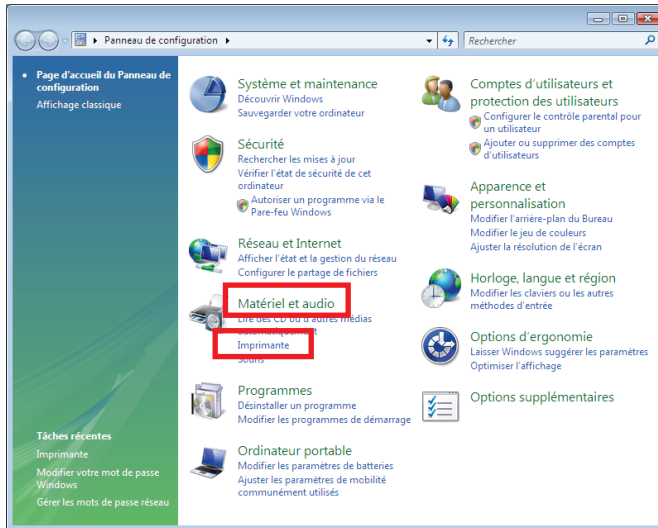 Panneau de configuration
Rechercher
Page d'accueil du Panneau de
configuration
Affichage classique
Système et maintenance
Découvrir Windows
Sauvegarder votre ordinateur
Sécurité
Rechercher les mises à jour
Vérifier l'état de sécurité de cet
ordinateur
Autoriser un programme via le
Pare-feu Windows
Réseau et Internet
Afficher l'état et la gestion du réseau
Configurer le partage de fichiers
Matériel et audio
Lire des CD ou d'autres médias
automatiquement
Imprimante
Souris
Programmes
Désinstaller un programme
Modifier les programmes de démarrage
Ordinateur portable
Modifier les paramètres de batteries
Ajuster les paramètres de mobilité
communément utilisés
Comptes d'utilisateurs et
protection des utilisateurs
Configurer le contrôle parental pour
un utilisateur
Ajouter ou supprimer des comptes
d'utilisateurs
Apparence et
personnalisation
Modifier l'arrière-plan du Bureau
Modifier le jeu de couleurs
Ajuster la résolution de l'écran
Horloge, langue et région
Modifier les claviers ou les autres
méthodes d'entrée
Options d'ergonomie
Laisser Windows suggérer les paramètres
Optimiser l'affichage
Options supplémentaires
Tâches récentes
Imprimante
Modifier votre mot de passe
Windows
Gérer les mots de passe réseau